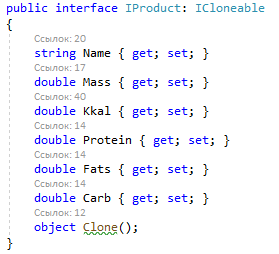 public interface IProduct: ICloneable
{
Ссылок: 20
string Name { get; set; }
Ссылок: 17
double Mass { get; set; }
Ссылок: 40
double Kkal { get; set; }
Ссылок: 14
double Protein { get; set; }
Ссылок: 14
double Fats { get; set; }
Ссылок: 14
double Carb { get; set; }
Ссылок: 12
object Clone();
}